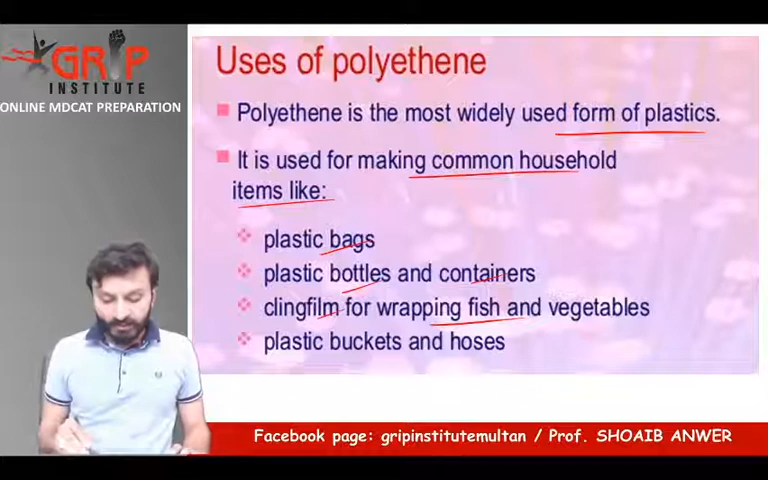 GRIP
INSTITUTE
ONLINE MDCAT PREPARATION
Uses of polyethene
Polyethene is the most widely used form of plastics.
It is used for making common household
items like:
plastic bags
plastic bottles and containers
clingfilm for wrapping fish and vegetables
plastic buckets and hoses
Facebook page: gripinstitutemultan / Prof. SHOAIB ANWER